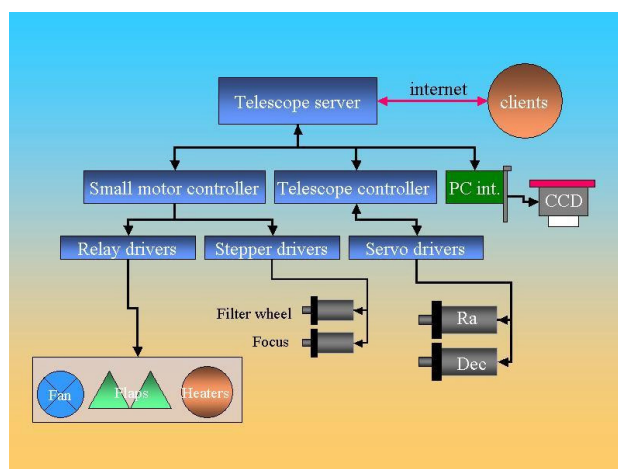 internet
Telescope server
clients
Small motor controller
Telescope controller
PC int.
CCD
Relay drivers
Stepper drivers
Servo drivers
Filter wheel
Ra
Focus
Dec
Fan
Flaps
Heaters